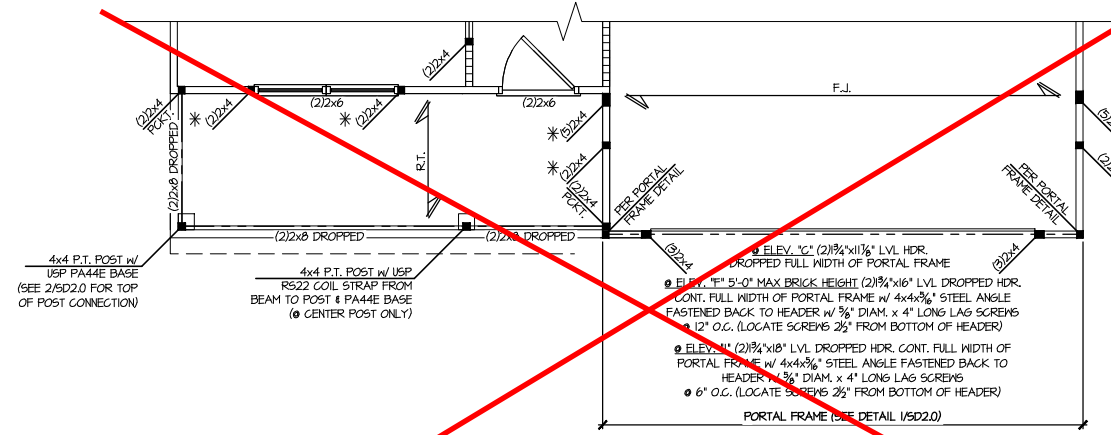 (2)2x4
F.J.
(2)2x4
PCKT.
(2)2x4
(2)2x6
(2)2x4
(2)2x6
(5)2x4
(2)2x4
(2)2x4
PCKT.
R.T.
(2)2x8 DROPPED
PER PORTAL
FRAME DETAIL
PER PORTAL
FRAME DETAIL
(2)2x8 DROPPED
(2)2x8 DROPPED
(3)2x4
(3)2x4
4x4 P.T. POST W/
USP PA44E BASE
(SEE 2/SD2.0 FOR TOP
OF POST CONNECTION)
4x4 P.T. POST W/ USP
RS22 COIL STRAP FROM
BEAM TO POST & PA44E BASE
(@ CENTER POST ONLY)
@ ELEV. "C" (2)1¾"x11⅞" LVL HDR.
DROPPED FULL WIDTH OF PORTAL FRAME
@ ELEV. "F" 5'-0" MAX BRICK HEIGHT (2)1¾"x16" LVL DROPPED HDR.
CONT. FULL WIDTH OF PORTAL FRAME W/ 4x4x5/16" STEEL ANGLE
FASTENED BACK TO HEADER W/ ⅝" DIAM. x 4" LONG LAG SCREWS
@ 12" O.C. (LOCATE SCREWS 2½" FROM BOTTOM OF HEADER)
@ ELEV. (2)1¾"x18" LVL DROPPED HDR. CONT. FULL WIDTH OF
PORTAL FRAME W/ 4x4x5/16" STEEL ANGLE FASTENED BACK TO
HEADER W/ ⅝" DIAM. x 4" LONG LAG SCREWS
@ 6" O.C. (LOCATE SCREWS 2½" FROM BOTTOM OF HEADER)
PORTAL FRAME (SEE DETAIL 1/SD2.0)